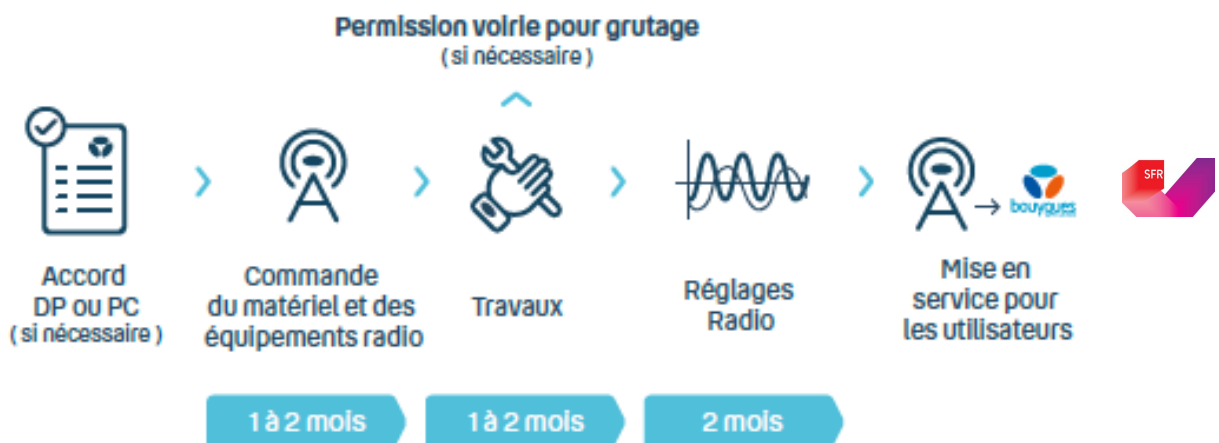 Permission voirie pour grutage
( si nécessaire )
Accord
DP ou PC
( si nécessaire )
Commande
du matériel et des
équipements radio
Travaux
Réglages
Radio
bouygues
SFR
Mise en
service pour
les utilisateurs
1 à 2 mois
1 à 2 mois
2 mois